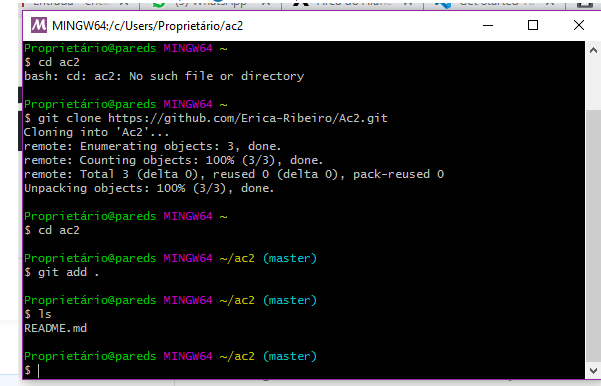 MINGW64:/c/Users/Proprietário/ac2
Proprietário@pareds MINGW64 ~
$ cd ac2
bash: cd: ac2: No such file or directory
Proprietário@pareds MINGW64 ~
$ git clone https://github.com/Erica-Ribeiro/Ac2.git
Cloning into 'Ac2'...
remote: Enumerating objects: 3, done.
remote: Counting objects: 100% (3/3), done.
remote: Total 3 (delta 0), reused 0 (delta 0), pack-reused 0
Unpacking objects: 100% (3/3), done.
Proprietário@pareds MINGW64 ~
$ cd ac2
Proprietário@pareds MINGW64 ~/ac2 (master)
$ git add .
Proprietário@pareds MINGW64 ~/ac2 (master)
$ ls
README.md
Proprietário@pareds MINGW64 ~/ac2 (master)
$